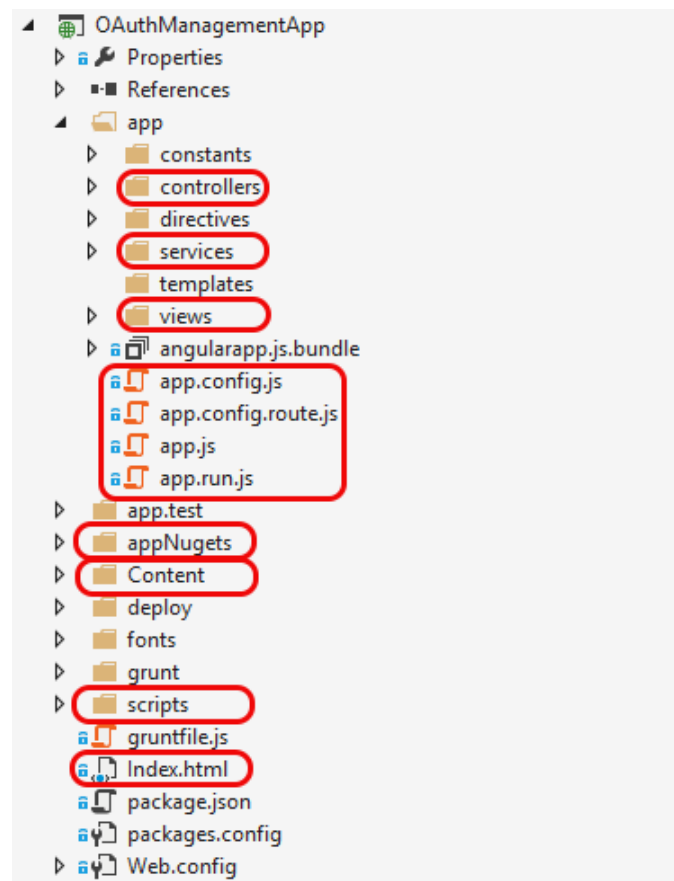 OAuthManagementApp
Properties
References
app
constants
controllers
directives
services
templates
views
angularapp.js.bundle
app.config.js
app.config.route.js
app.js
app.run.js
app.test
appNugets
Content
deploy
fonts
grunt
scripts
gruntfile.js
Index.html
package.json
packages.config
Web.config